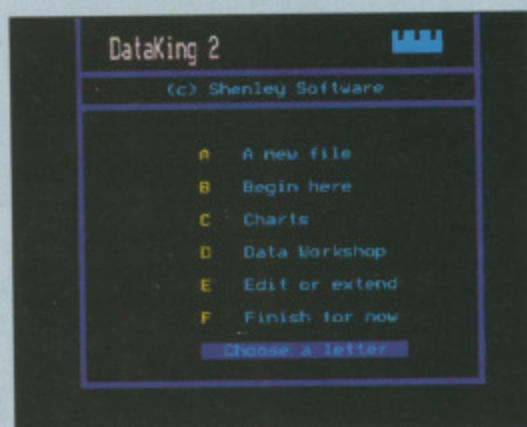 DataKing 2
(c) Shenley Software
A A new file
B Begin here
C Charts
D Data Workshop
E Edit or extend
F Finish for now
Choose a letter